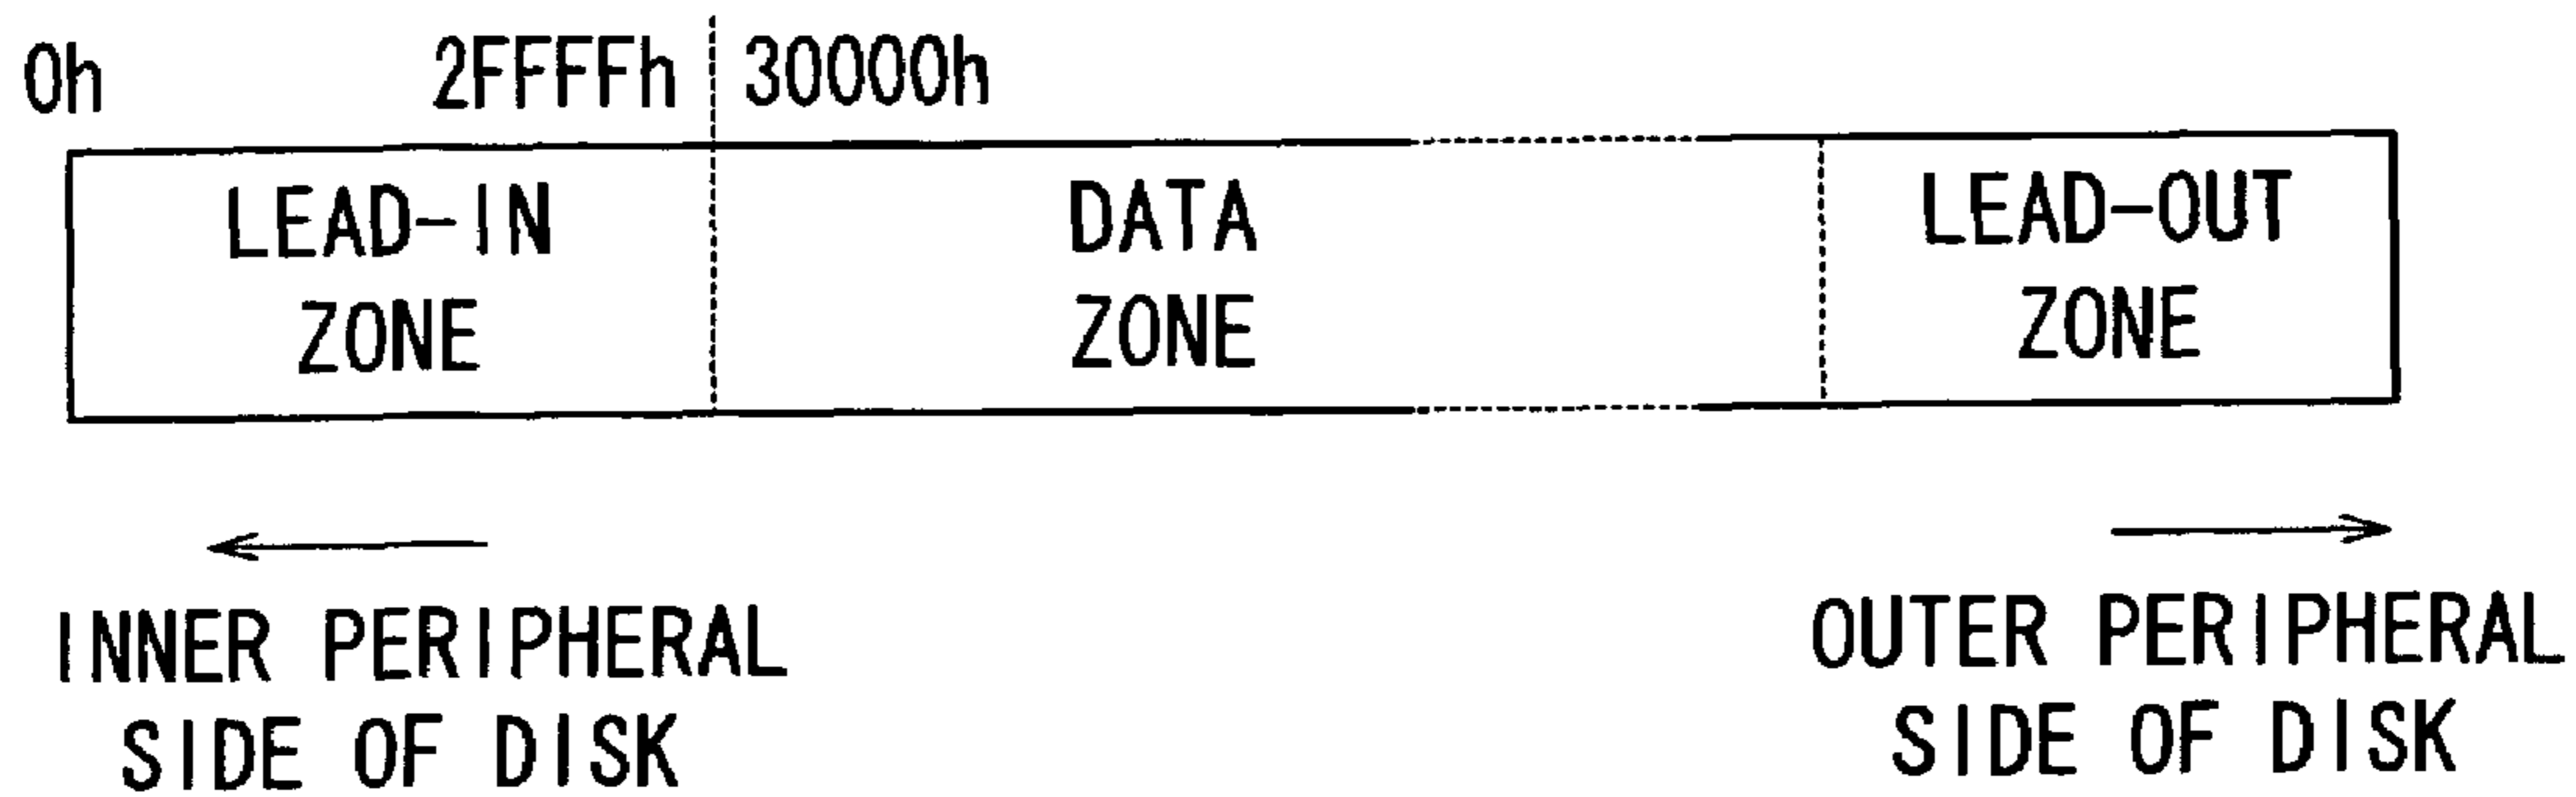 0h 2FFFFh 30000h
LEAD-IN DATA LEAD-OUT
ZONE ZONE ZONE
INNER PERIPHERAL OUTER PERIPHERAL
SIDE OF DISK SIDE OF DISK